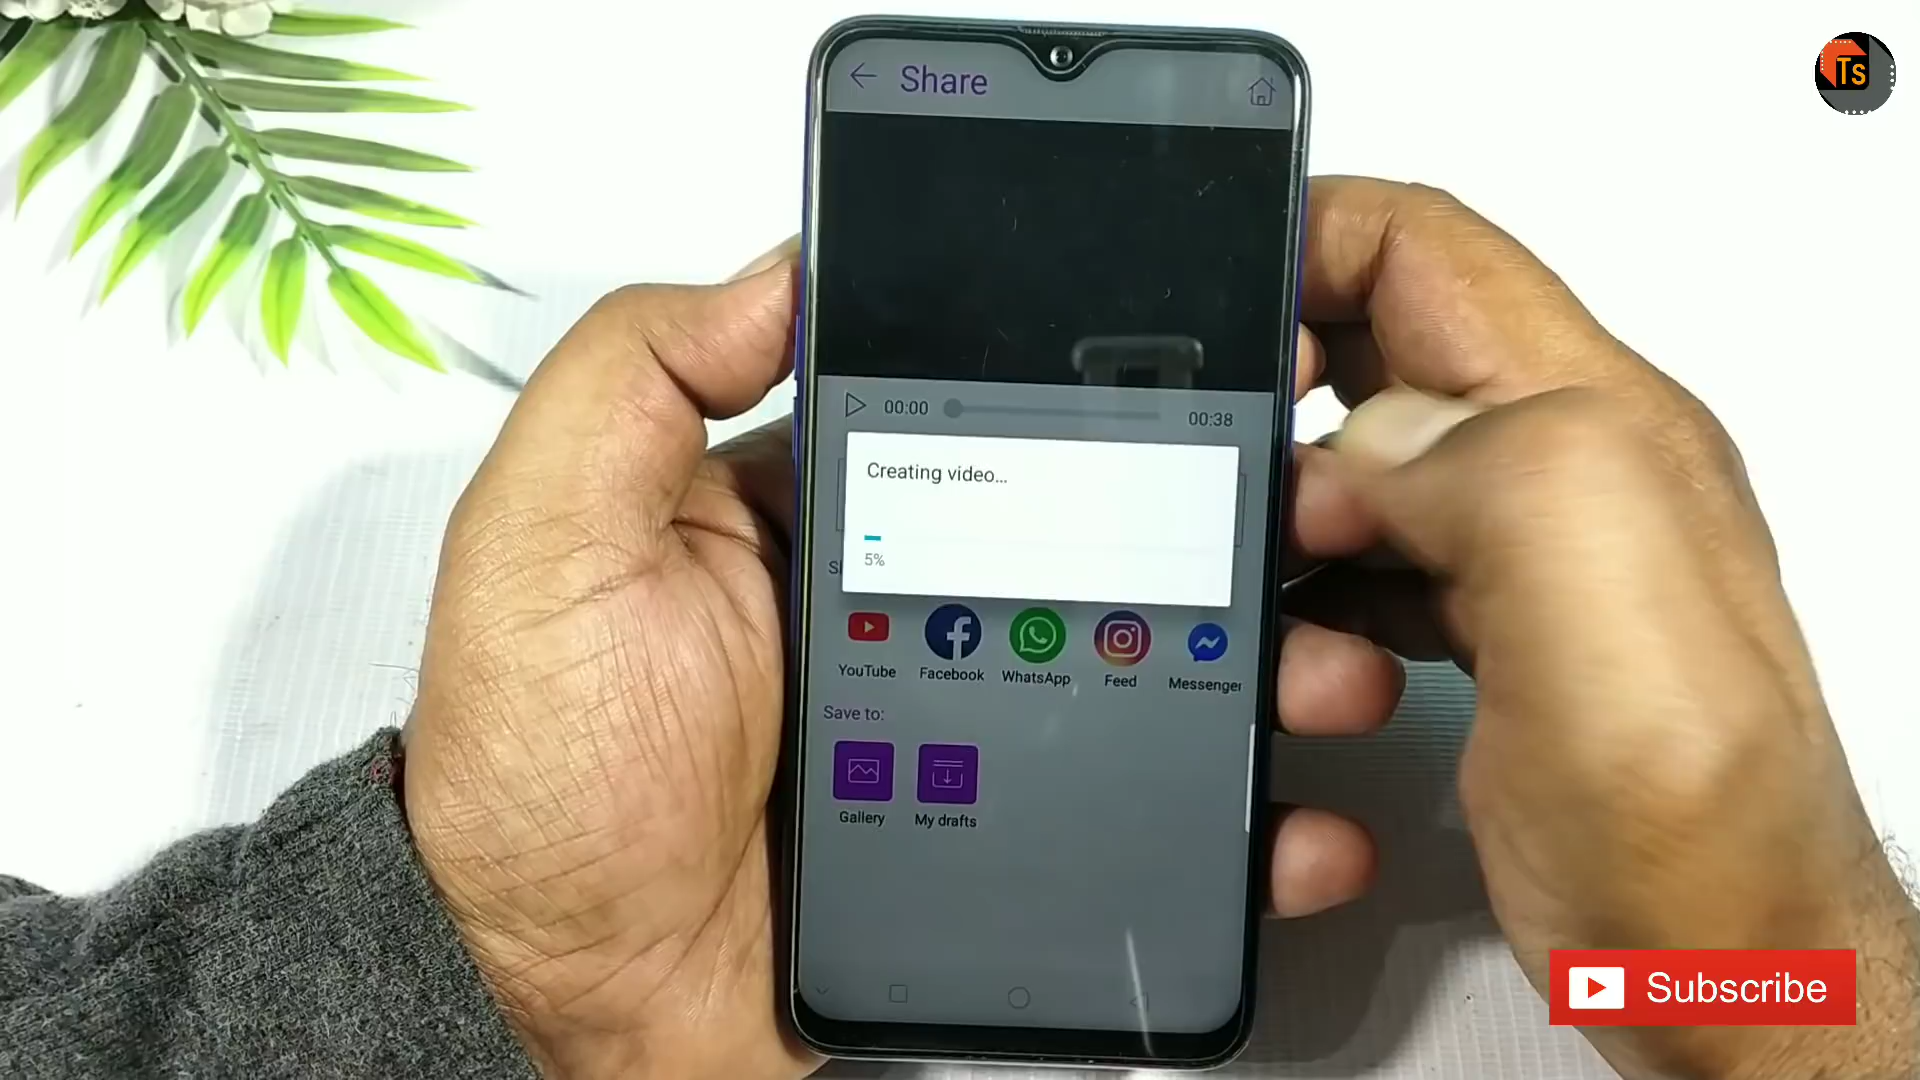 Share
Ts
00:00
00:38
Creating video...
5%
YouTube
Facebook
WhatsApp
Feed
Messenger
Save to:
Gallery
My drafts
Subscribe